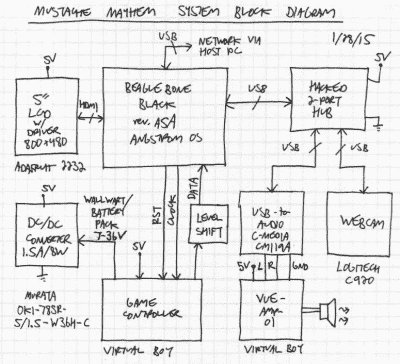 MUSTACHE MAYHEM SYSTEM BLOCK DIAGRAM
1/28/15
USB
NETWORK VIA
HOST PC
5V
5"
LCD
W/
DRIVER
800x480
ADAFRUIT 2232
HDMI
BEAGLEBONE
BLACK
rev. A5A
ANGSTROM OS
USB
5V
HACKED
2-PORT
HUB
USB
USB
5V
DC/DC
CONVERTER
1.5A/8W
MURATA
OKI-78SR-
5/1.5-W36H-C
WALLWART/
BATTERY
PACK
7-36V
RST
CLOCK
DATA
LEVEL
SHIFT
5V
GAME
CONTROLLER
VIRTUAL BOY
USB-to-
AUDIO
C-MEDIA
CM119A
WEBCAM
LOGITECH
C920
5V
L
R
GND
VUE-
AMP-
01
VIRTUAL BOY